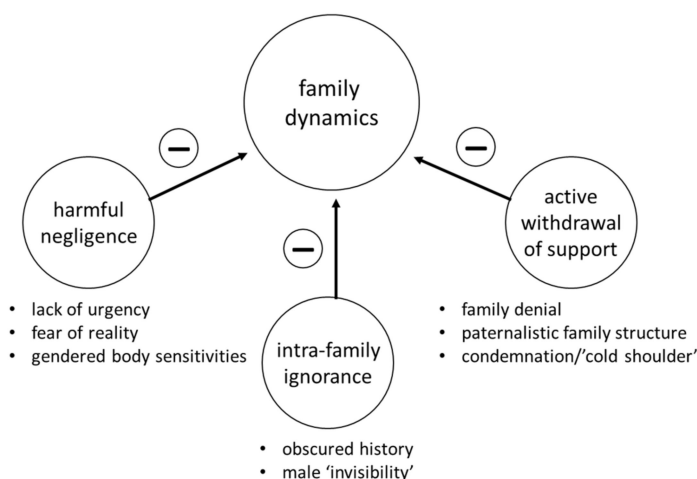 family
dynamics
harmful
negligence
• lack of urgency
• fear of reality
• gendered body sensitivities
intra-family
ignorance
• obscured history
• male ‘invisibility’
active
withdrawal
of support
• family denial
• paternalistic family structure
• condemnation/’cold shoulder’